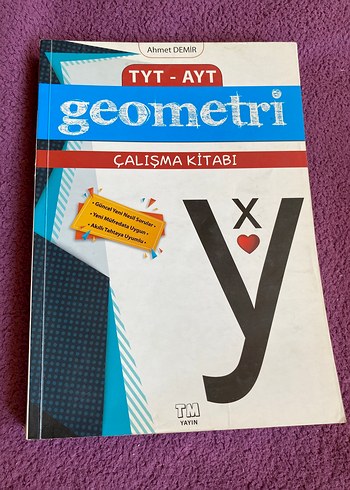 Ahmet DEMİR
TYT - AYT
geometri
ÇALIŞMA KİTABI
• Güncel Yeni Nesil Sorular •
• Yeni Müfredata Uygun •
• Akıllı Tahtaya Uyumlu •
x
y
TM
YAYIN